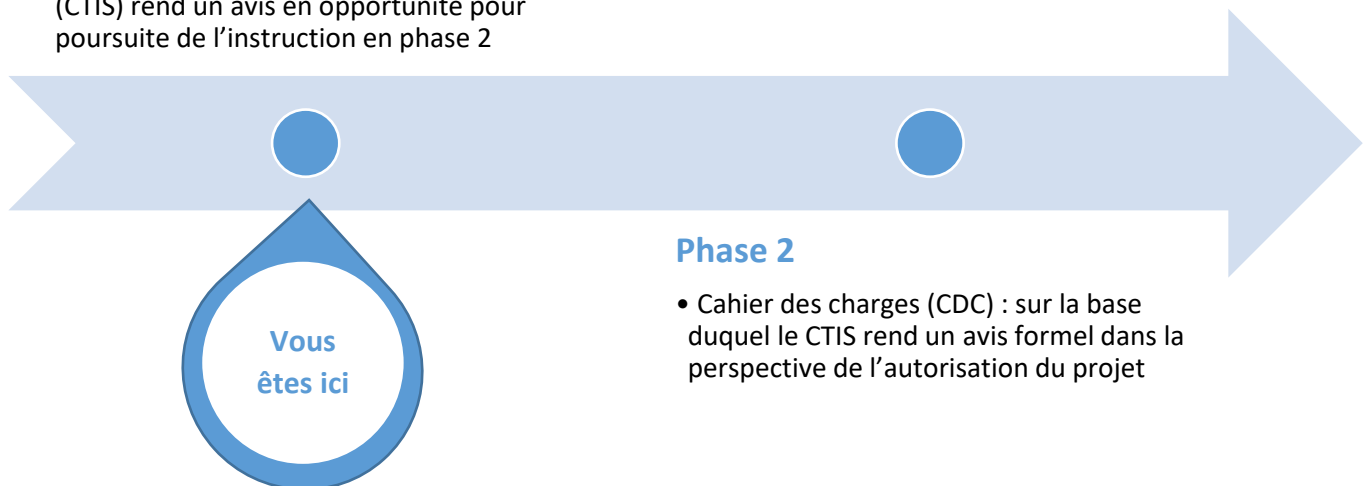 (CTIS) rend un avis en opportunité pour
poursuite de l'instruction en phase 2
Vous
êtes ici
Phase 2
• Cahier des charges (CDC) : sur la base
duquel le CTIS rend un avis formel dans la
perspective de l'autorisation du projet